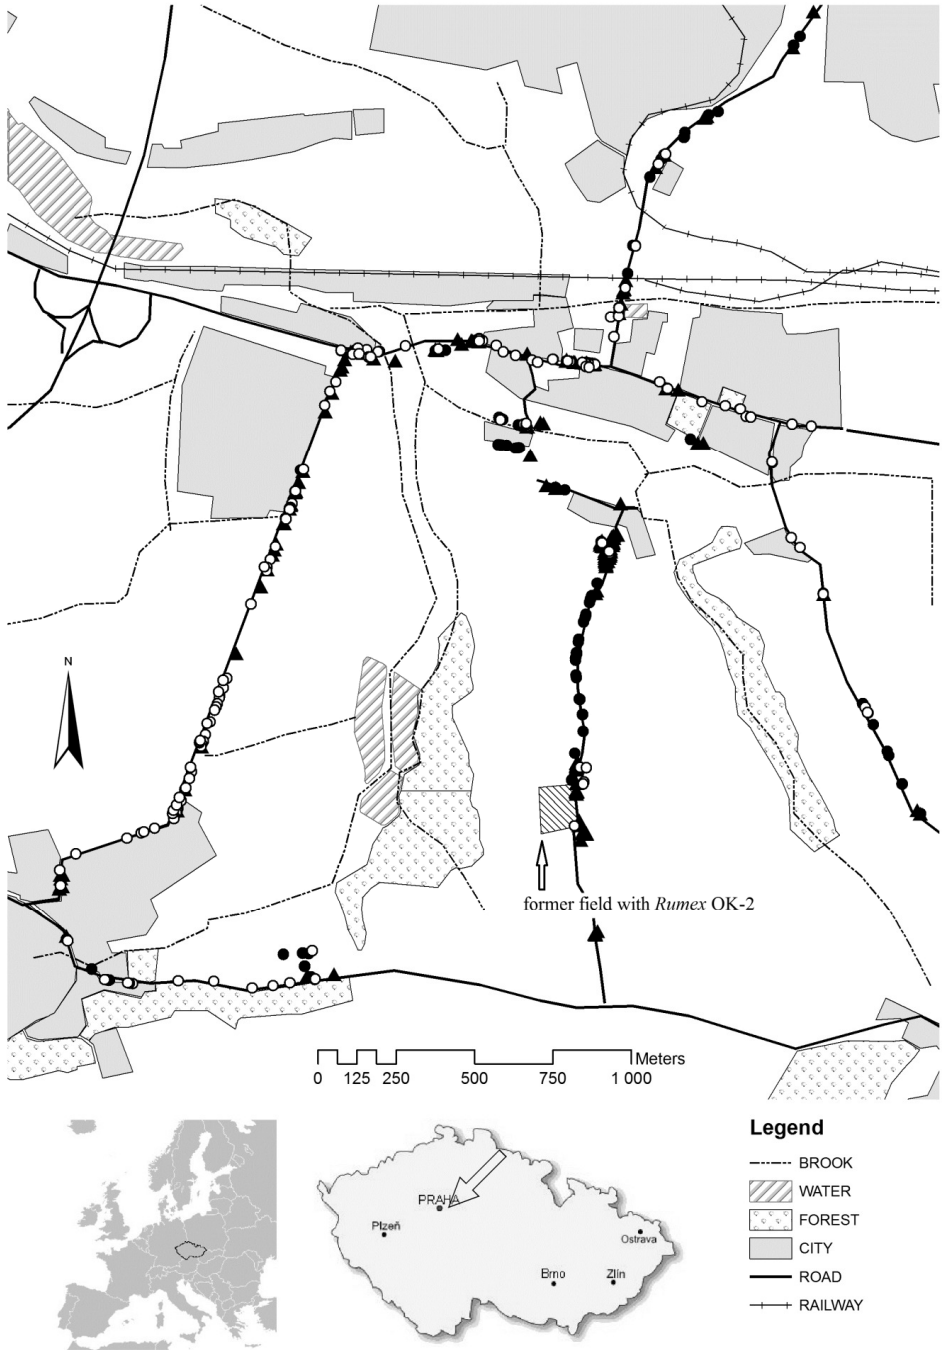 N
former field with Rumex OK-2
Meters
0 125 250 500 750 1 000
Legend
BROOK
WATER
FOREST
CITY
ROAD
RAILWAY
PRAHA
Plzeň
Ostrava
Brno
Zlín